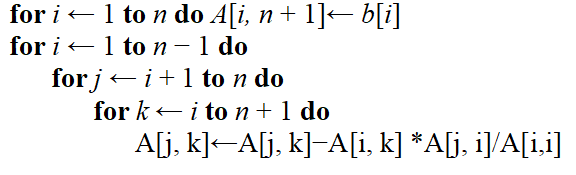 for i ← 1 to n do A[i, n + 1]← b[i]
for i ← 1 to n − 1 do
for j ← i + 1 to n do
for k ← i to n + 1 do
A[j, k]←A[j, k]−A[i, k] *A[j, i]/A[i,i]